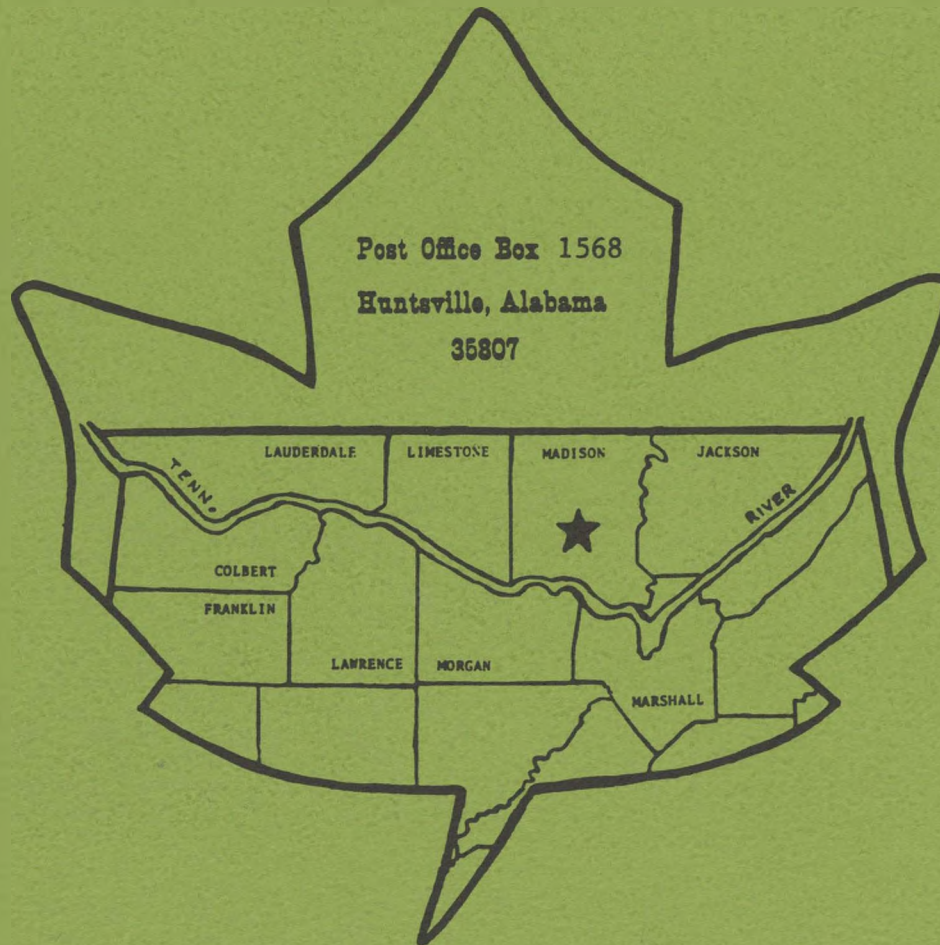 Post Office Box 1568
Huntsville, Alabama
35807
LAUDERDALE
LIMESTONE
MADISON
JACKSON
TENN.
RIVER
COLBERT
FRANKLIN
LAWRENCE
MORGAN
MARSHALL